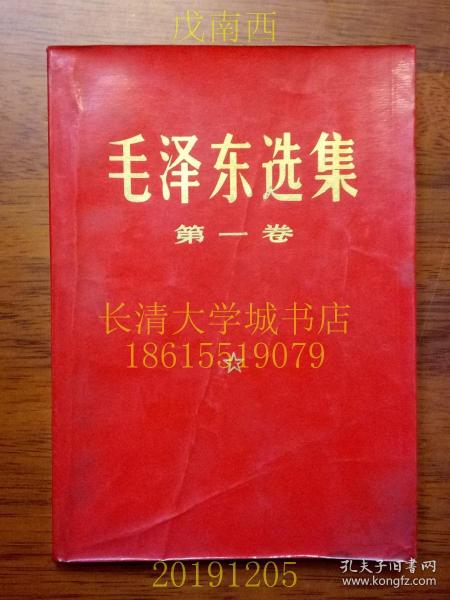 戊南西
毛泽东选集
第一卷
长清大学城书店
18615519079
20191205
孔夫子旧书网
www.kongfz.com